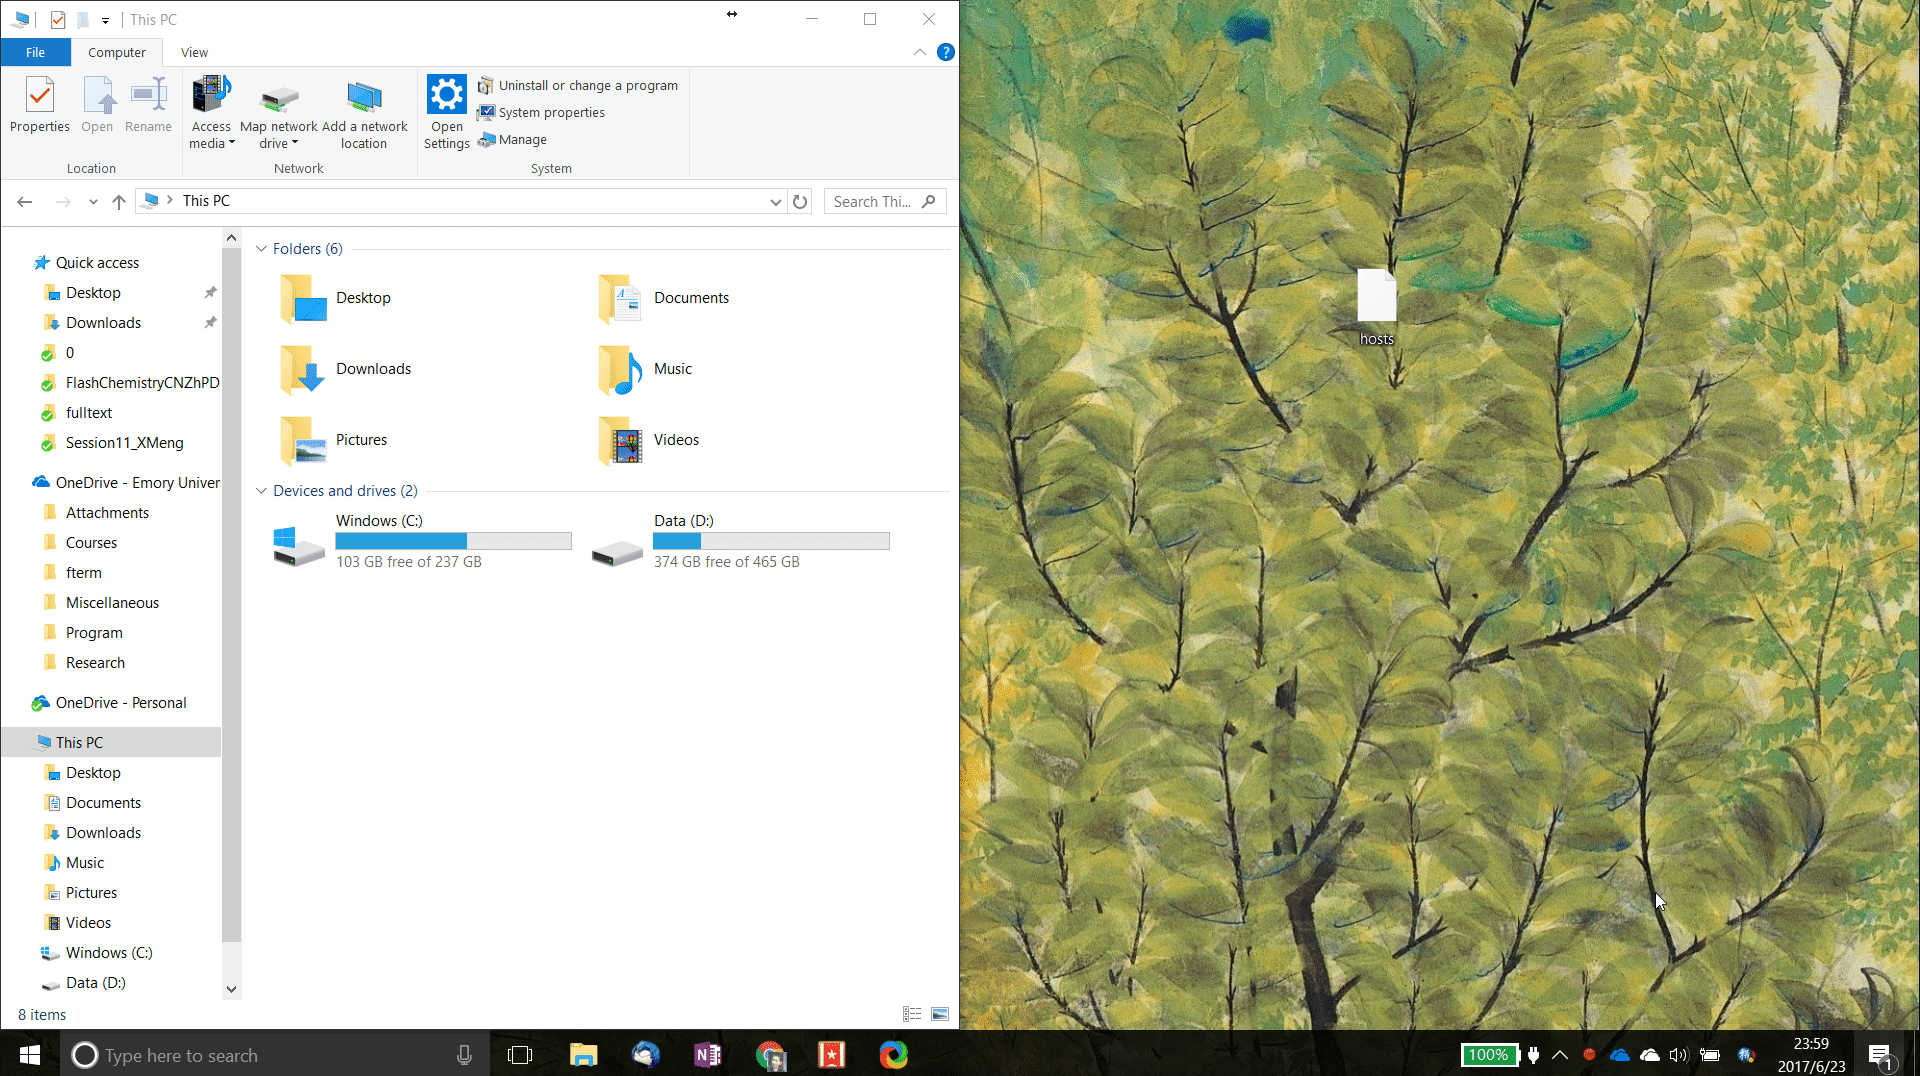 This PC
File
Computer
View
?
Properties
Open
Rename
Access media
Map network drive
Add a network location
Open Settings
Uninstall or change a program
System properties
Manage
Location
Network
System
This PC
Search Thi...
Quick access
Desktop
Downloads
0
FlashChemistryCNZhPD
fulltext
Session11_XMeng
OneDrive - Emory Univer
Attachments
Courses
fterm
Miscellaneous
Program
Research
OneDrive - Personal
This PC
Desktop
Documents
Downloads
Music
Pictures
Videos
Windows (C:)
Data (D:)
Folders (6)
Desktop
Documents
Downloads
Music
Pictures
Videos
Devices and drives (2)
Windows (C:)
103 GB free of 237 GB
Data (D:)
374 GB free of 465 GB
8 items
hosts
Type here to search
N
100%
23:59
2017/6/23
1